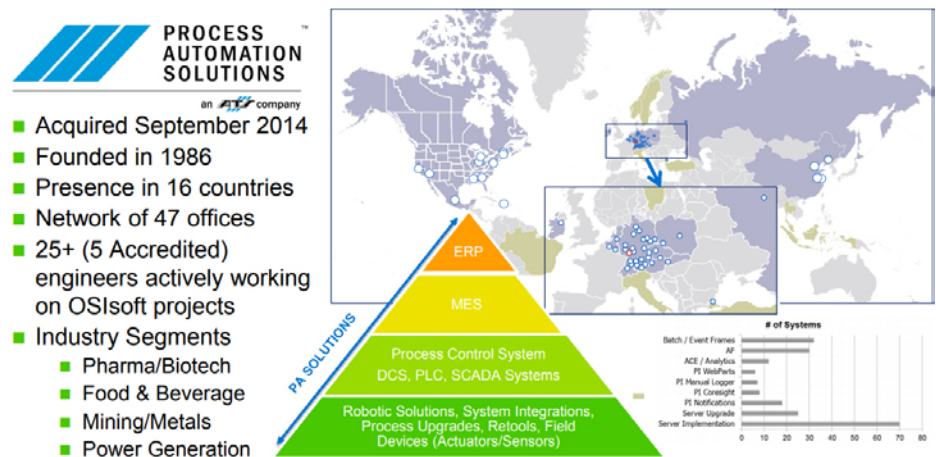 PROCESS
AUTOMATION
SOLUTIONS™
an ATS company
Acquired September 2014
Founded in 1986
Presence in 16 countries
Network of 47 offices
25+ (5 Accredited)
engineers actively working
on OSIsoft projects
Industry Segments
Pharma/Biotech
Food & Beverage
Mining/Metals
Power Generation
PA SOLUTIONS
ERP
MES
Process Control System
DCS, PLC, SCADA Systems
Robotic Solutions, System Integrations,
Process Upgrades, Retools, Field
Devices (Actuators/Sensors)
# of Systems
Batch / Event Frames
AF
ACE / Analytics
PI WebParts
PI Manual Logger
PI Coresight
PI Notifications
Server Upgrade
Server Implementation
0 10 20 30 40 50 60 70 80